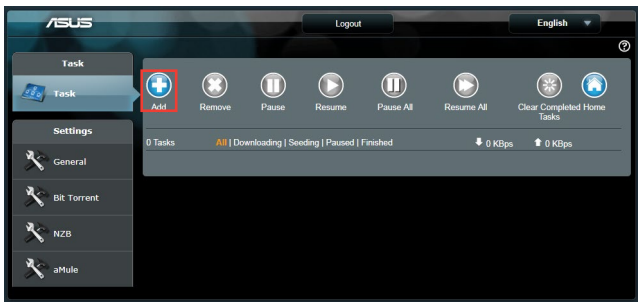 ASUS
Logout
English
Task
Task
Add
Remove
Pause
Resume
Pause All
Resume All
Clear Completed Tasks
Home
0 Tasks
All | Downloading | Seeding | Paused | Finished
0 KBps
0 KBps
Settings
General
Bit Torrent
NZB
aMule